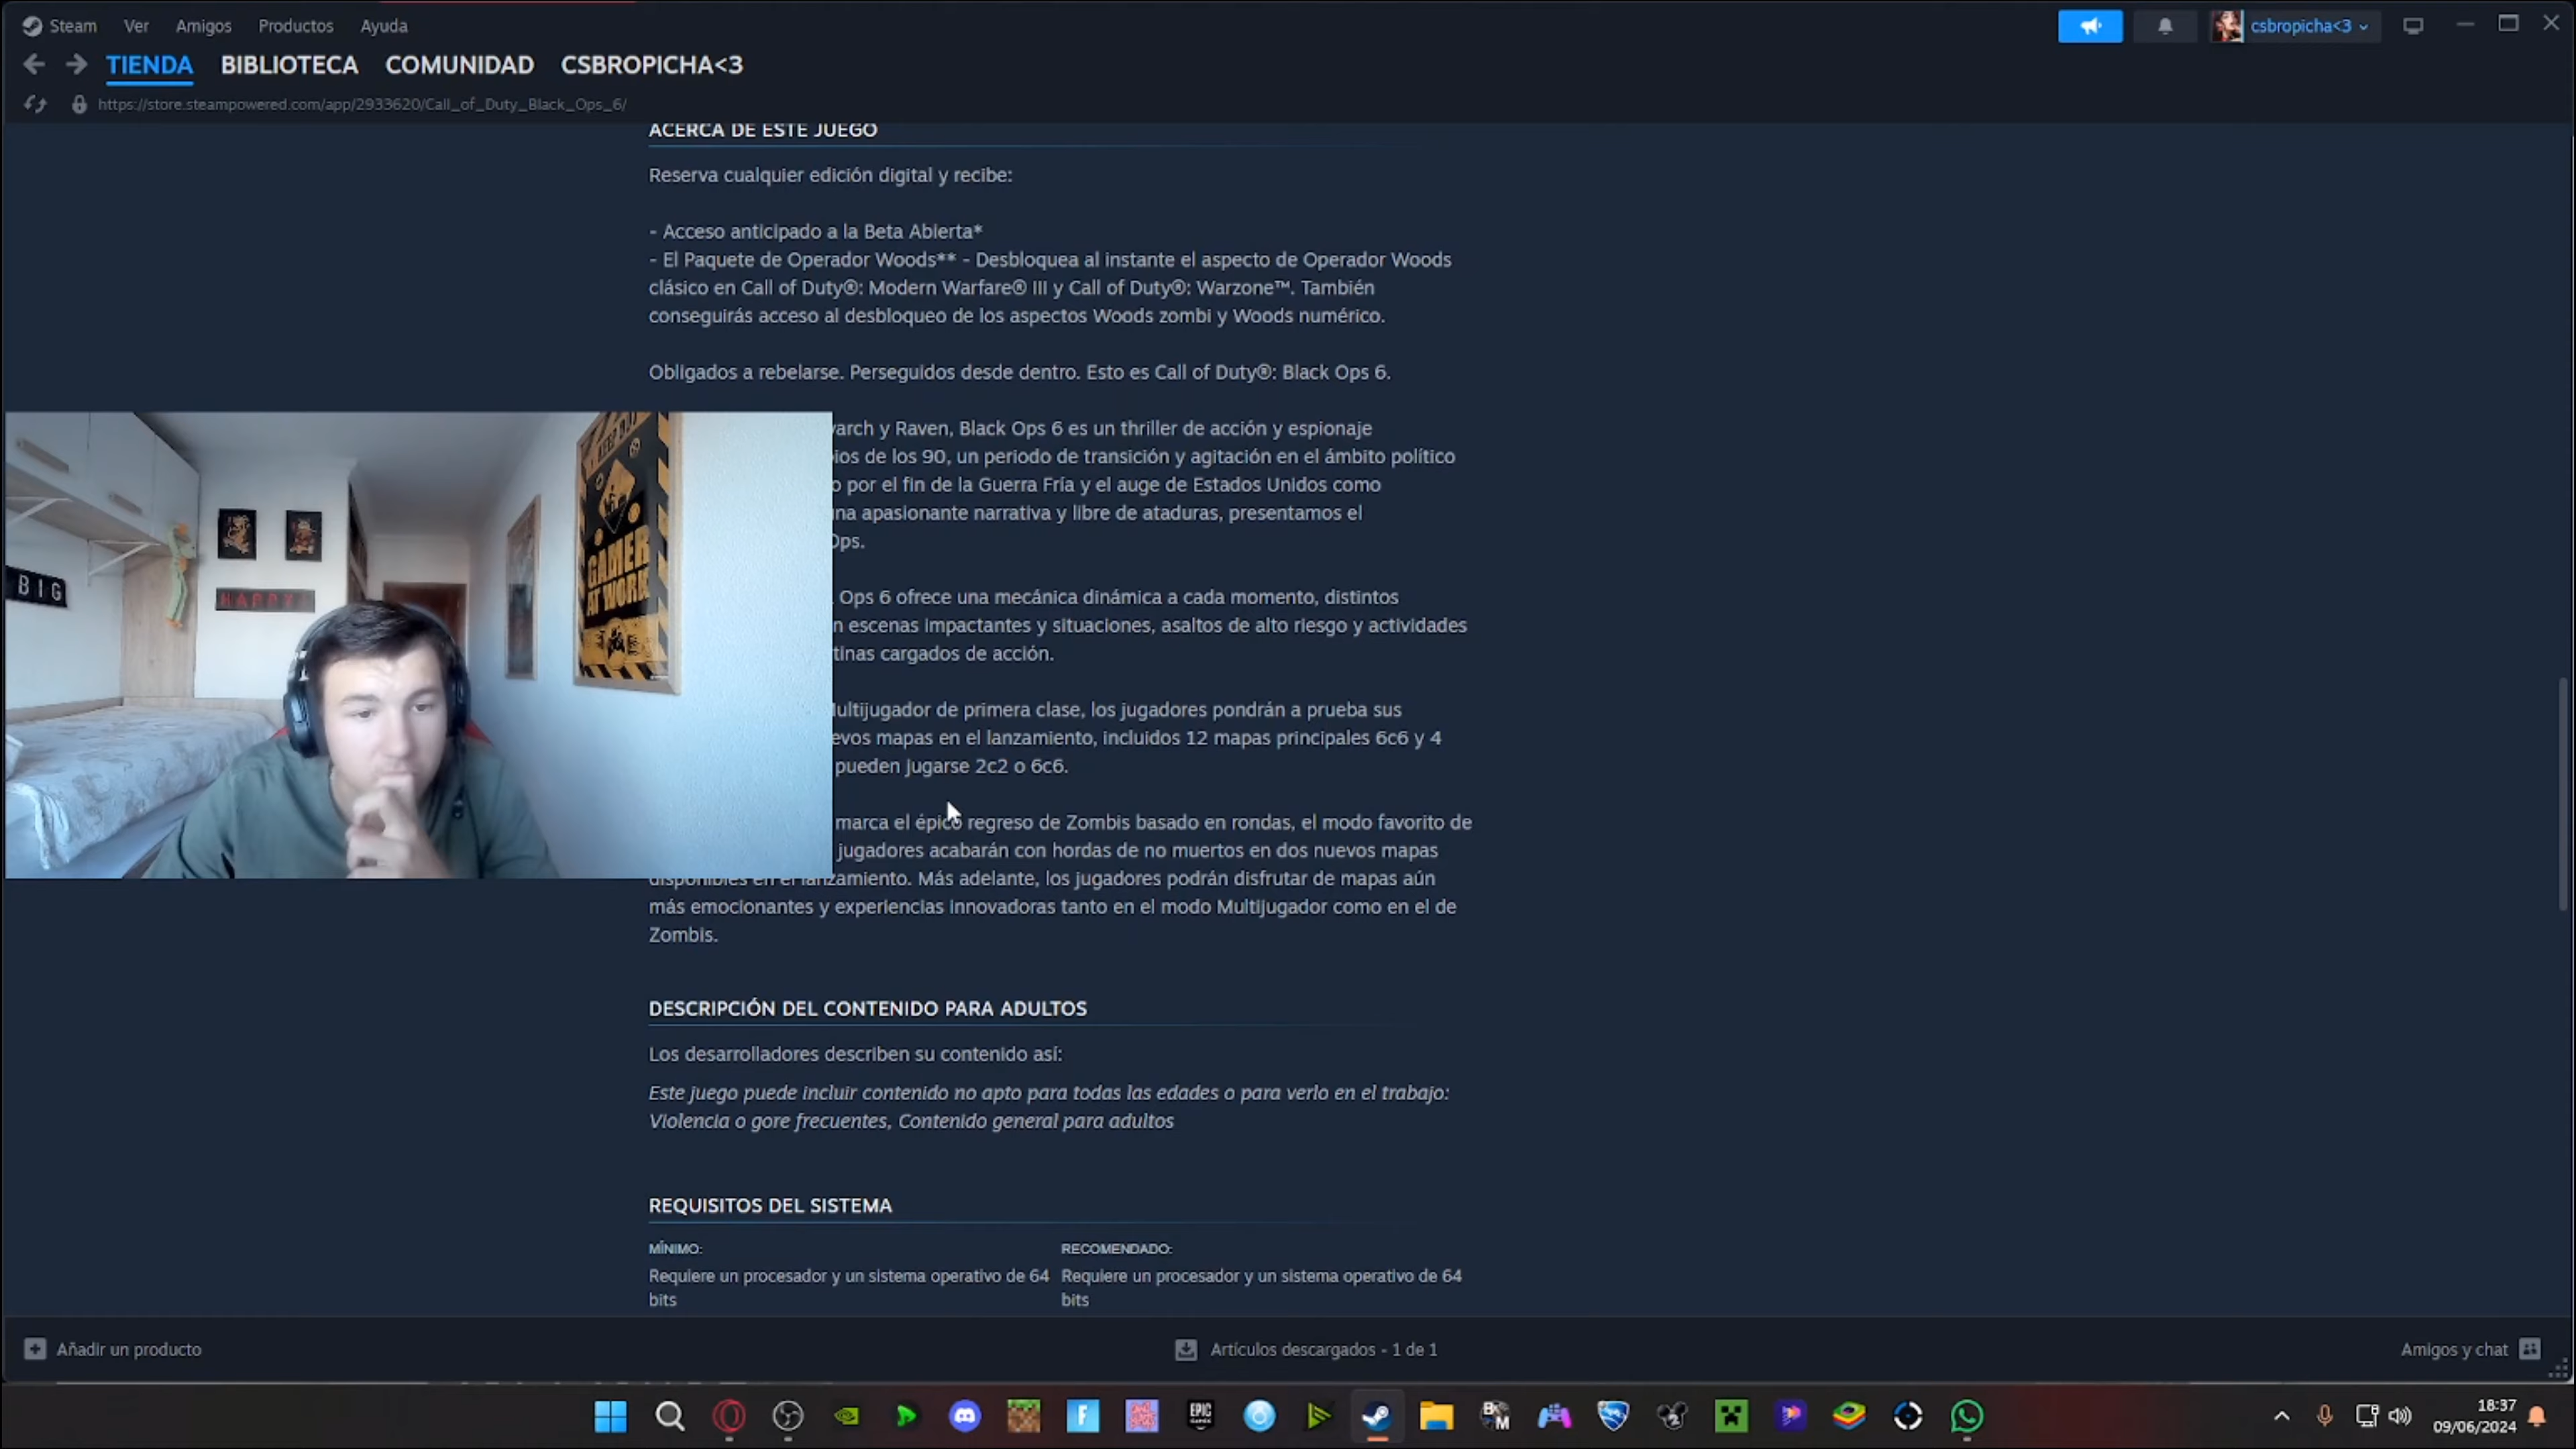 Steam Ver Amigos Productos Ayuda
csbropicha<3
TIENDA BIBLIOTECA COMUNIDAD CSBROPICHA<3
https://store.steampowered.com/app/2933620/Call_of_Duty_Black_Ops_6/
ACERCA DE ESTE JUEGO
Reserva cualquier edición digital y recibe:
- Acceso anticipado a la Beta Abierta*
- El Paquete de Operador Woods** - Desbloquea al instante el aspecto de Operador Woods
clásico en Call of Duty®: Modern Warfare® III y Call of Duty®: Warzone™. También
conseguirás acceso al desbloqueo de los aspectos Woods zombi y Woods numérico.
Obligados a rebelarse. Perseguidos desde dentro. Esto es Call of Duty®: Black Ops 6.
y Raven, Black Ops 6 es un thriller de acción y espionaje
de los 90, un periodo de transición y agitación en el ámbito político
por el fin de la Guerra Fría y el auge de Estados Unidos como
apasionante narrativa y libre de ataduras, presentamos el
Ops.
Ops 6 ofrece una mecánica dinámica a cada momento, distintos
escenas impactantes y situaciones, asaltos de alto riesgo y actividades
cargados de acción.
de primera clase, los jugadores pondrán a prueba sus
mapas en el lanzamiento, incluidos 12 mapas principales 6c6 y 4
pueden jugarse 2c2 o 6c6.
marca el épico regreso de Zombis basado en rondas, el modo favorito de
jugadores acabarán con hordas de no muertos en dos nuevos mapas
disponibles en el lanzamiento. Más adelante, los jugadores podrán disfrutar de mapas aún
más emocionantes y experiencias innovadoras tanto en el modo Multijugador como en el de
Zombis.
BIG
HAPPY
GAMER
AT WORK
DESCRIPCIÓN DEL CONTENIDO PARA ADULTOS
Los desarrolladores describen su contenido así:
Este juego puede incluir contenido no apto para todas las edades o para verlo en el trabajo:
Violencia o gore frecuentes, Contenido general para adultos
REQUISITOS DEL SISTEMA
MÍNIMO:
Requiere un procesador y un sistema operativo de 64
bits
RECOMENDADO:
Requiere un procesador y un sistema operativo de 64
bits
Añadir un producto
Artículos descargados - 1 de 1
Amigos y chat
EPIC
GAMES
18:37
09/06/2024